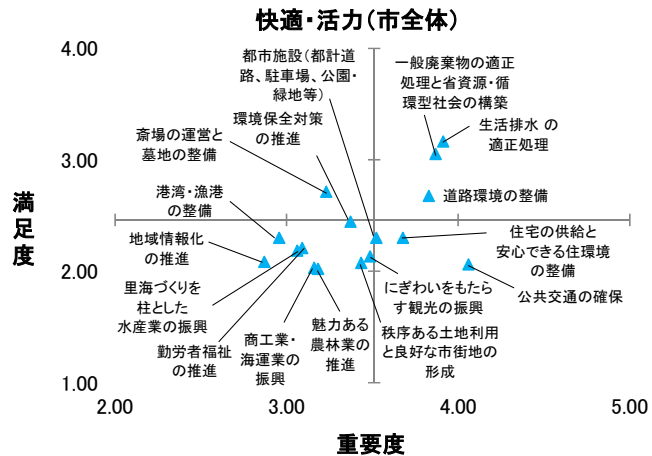 快適・活力（市全体）
4.00
3.00
2.00
1.00
満足度
都市施設（都計道
路、駐車場、公園・
緑地等）
一般廃棄物の適正
処理と省資源・循
環型社会の構築
生活排水 の
適正処理
環境保全対策
の推進
斎場の運営と
墓地の整備
道路環境の整備
港湾・漁港
の整備
地域情報化
の推進
住宅の供給と
安心できる住環境
の整備
里海づくりを
柱とした
水産業の振興
にぎわいをもたら
す観光の振興
公共交通の確保
勤労者福祉
の推進
商工業・
海運業の
振興
魅力ある
農林業の
推進
秩序ある土地利用
と良好な市街地の
形成
2.00
3.00
4.00
5.00
重要度